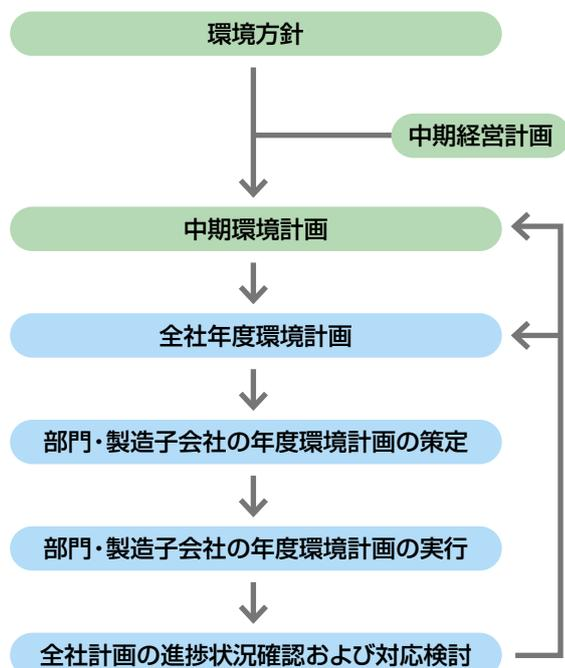 環境方針
中期経営計画
中期環境計画
全社年度環境計画
部門・製造子会社の年度環境計画の策定
部門・製造子会社の年度環境計画の実行
全社計画の進捗状況確認および対応検討